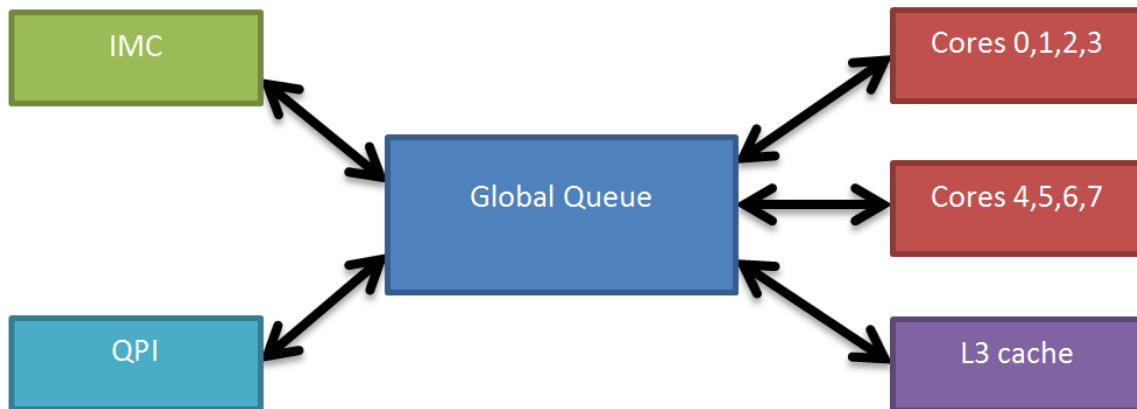 IMC
Cores 0,1,2,3
Global Queue
Cores 4,5,6,7
QPI
L3 cache